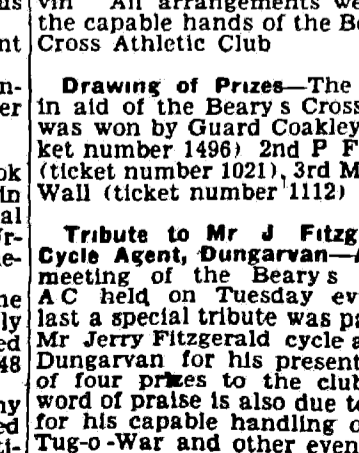 vin All arrangements we
the capable hands of the Be
Cross Athletic Club
Drawing of Prizes—The
in aid of the Beary s Cross
was won by Guard Coakley
ket number 1496) 2nd P F
(ticket number 1021), 3rd M
Wall (ticket number 1112)
Tribute to Mr J Fitzg
Cycle Agent, Dungarvan—A
meeting of the Beary s
A C held on Tuesday ev
last a special tribute was pa
Mr Jerry Fitzgerald cycle a
Dungarvan for his present
of four prizes to the club
word of praise is also due to
for his capable handling o
Tug-o-War and other even